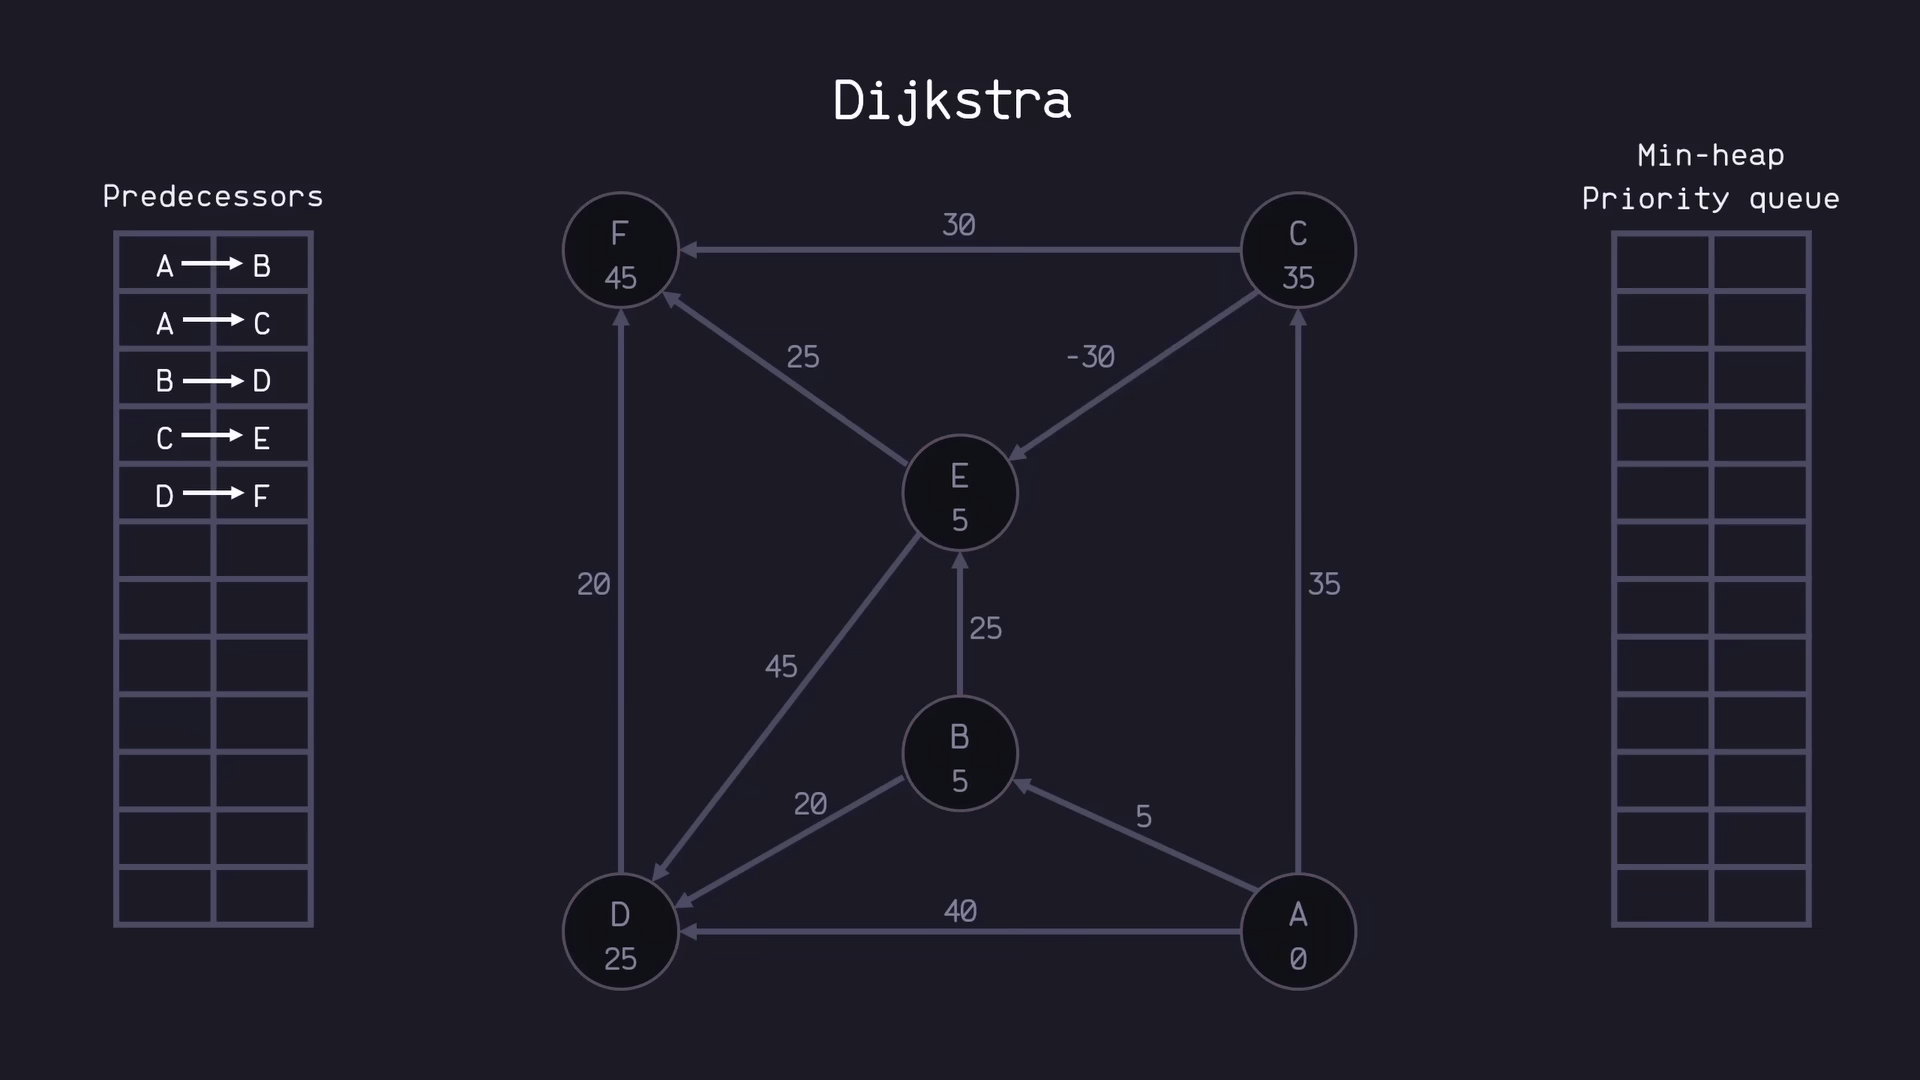 Dijkstra
Min-heap
Priority queue
Predecessors
A B
A C
B D
C E
D F
F
45
30
C
35
25
-30
E
5
20
35
25
45
B
5
20
5
D
25
40
A
0